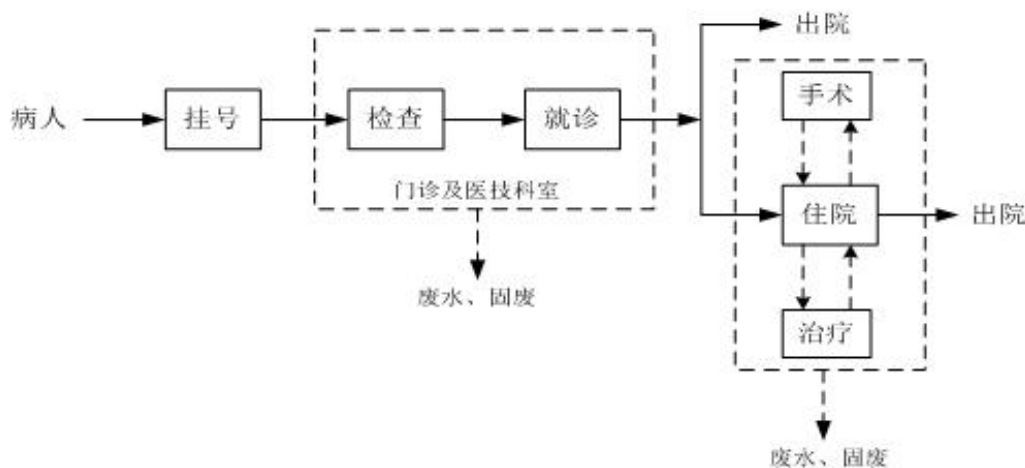 出院
手术
病人
挂号
检查
就诊
门诊及医技科室
住院
出院
废水、固废
治疗
废水、固废